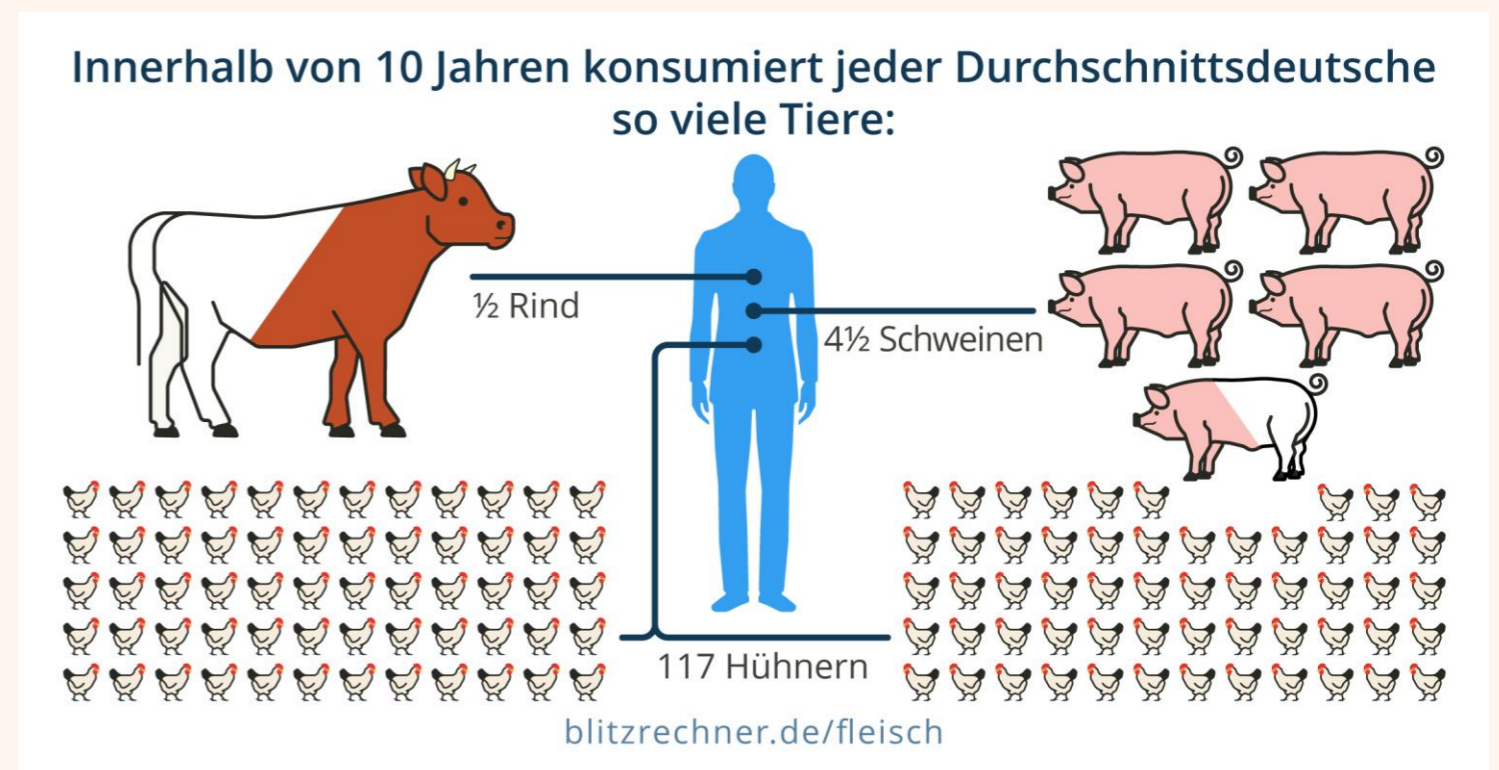 Innerhalb von 10 Jahren konsumiert jeder Durchschnittsdeutsche
so viele Tiere:
½ Rind
4½ Schweinen
117 Hühnern
blitzrechner.de/fleisch